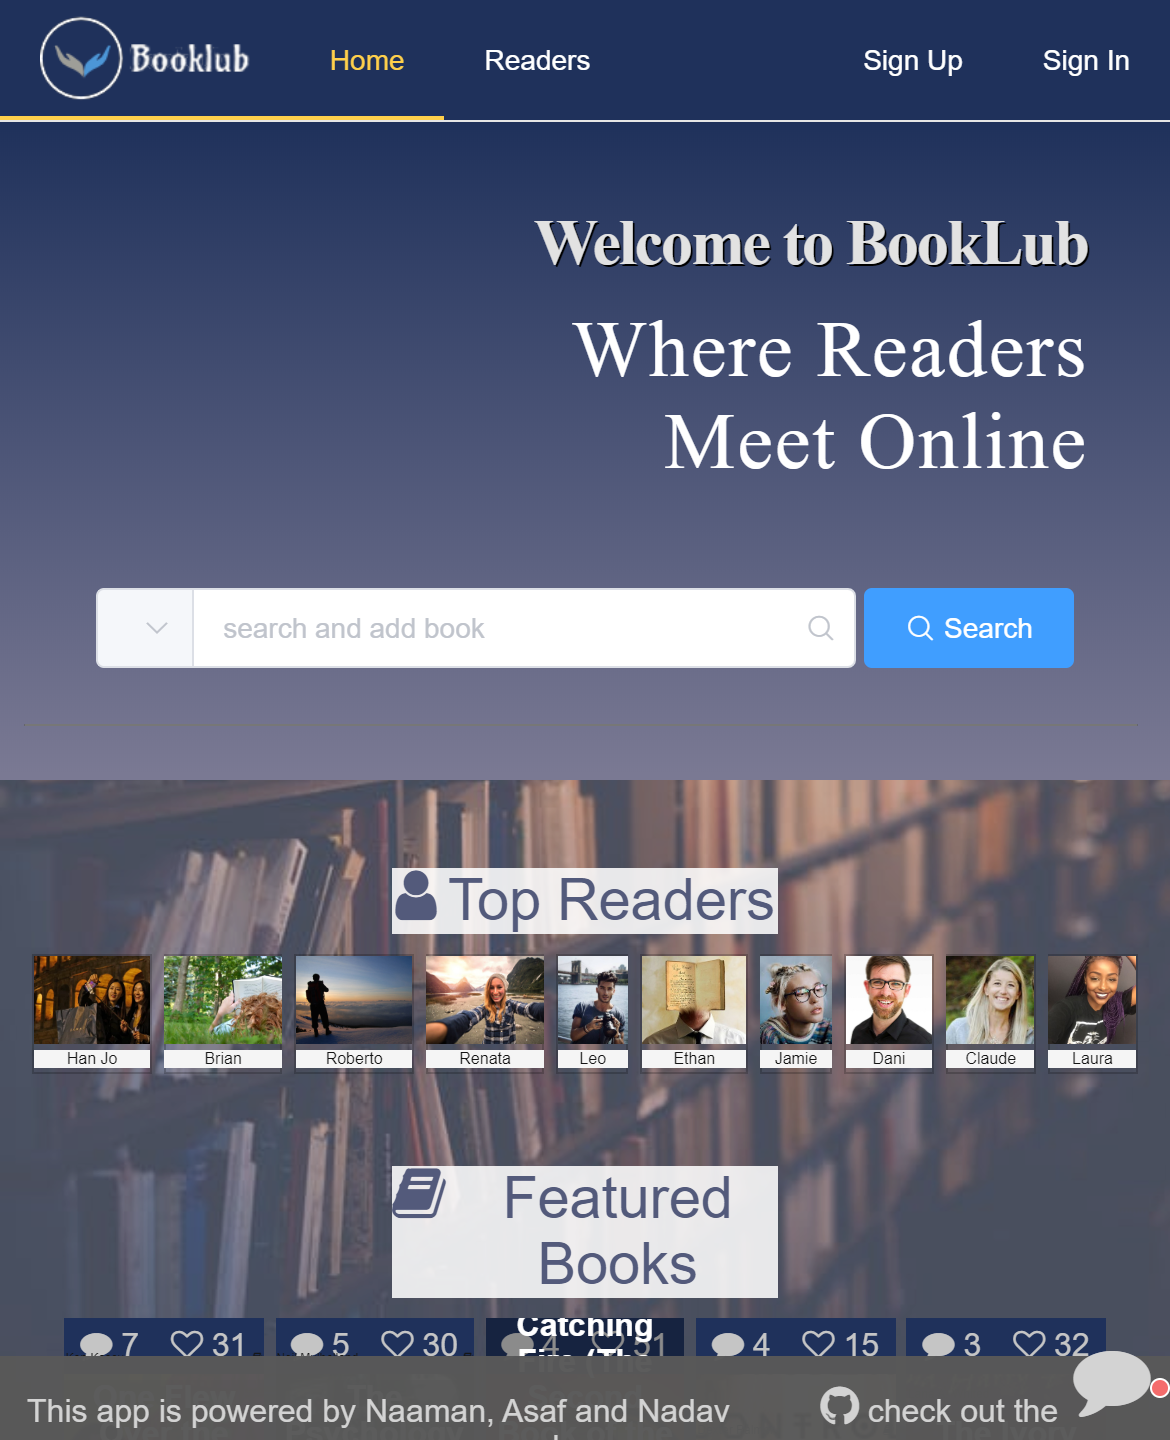 Booklub
Home
Readers
Sign Up
Sign In
Welcome to BookLub
Where Readers
Meet Online
search and add book
Search
Top Readers
Han Jo
Brian
Roberto
Renata
Leo
Ethan
Jamie
Dani
Claude
Laura
Featured
Books
7 31
5 30
4 51
4 15
3 32
Catching
Fire (The
This app is powered by Naaman, Asaf and Nadav
check out the